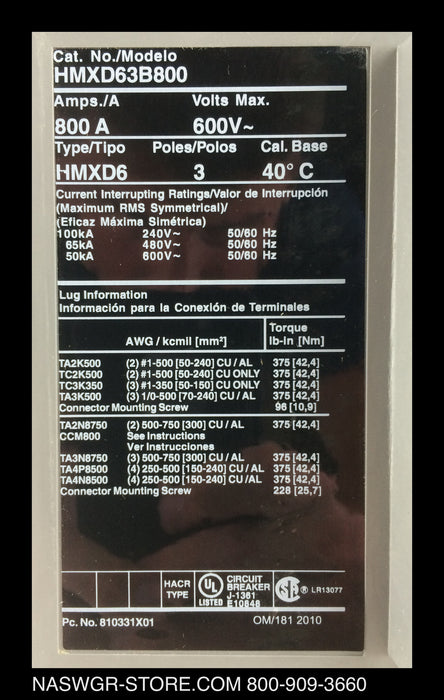 Cat. No./Modelo
HMXD63B800
Amps./A Volts Max.
800 A 600V~
Type/Tipo Poles/Polos Cal. Base
HMXD6 3 40° C
Current Interrupting Ratings/Valor de Interrupción
(Maximum RMS Symmetrical)/
(Eficaz Máxima Simétrica)
100kA 240V~ 50/60 Hz
65kA 480V~ 50/60 Hz
50kA 600V~ 50/60 Hz
Lug Information
Información para la Conexión de Terminales
Torque
AWG / kcmil [mm²] lb-in [Nm]
TA2K500 (2) #1-500 [50-240] CU / AL 375 [42,4]
TC2K500 (2) #1-500 [50-240] CU ONLY 375 [42,4]
TC3K350 (3) #1-350 [50-150] CU ONLY 375 [42,4]
TA3K500 (3) 1/0-500 [70-240] CU / AL 375 [42,4]
Connector Mounting Screw 96 [10,9]
TA2N8750 (2) 500-750 [300] CU / AL 375 [42,4]
CCM800 See Instructions
Ver Instrucciones
TA3N8750 (3) 500-750 [300] CU / AL 375 [42,4]
TA4P8500 (4) 250-500 [150-240] CU / AL 375 [42,4]
TA4N8500 (4) 250-500 [150-240] CU / AL 375 [42,4]
Connector Mounting Screw 228 [25,7]
HACR TYPE
UL LISTED
CIRCUIT BREAKER
J-1361
E10848
SA ® LR13077
Pc. No. 810331X01 OM/181 2010
NASWGR-STORE.COM 800-909-3660